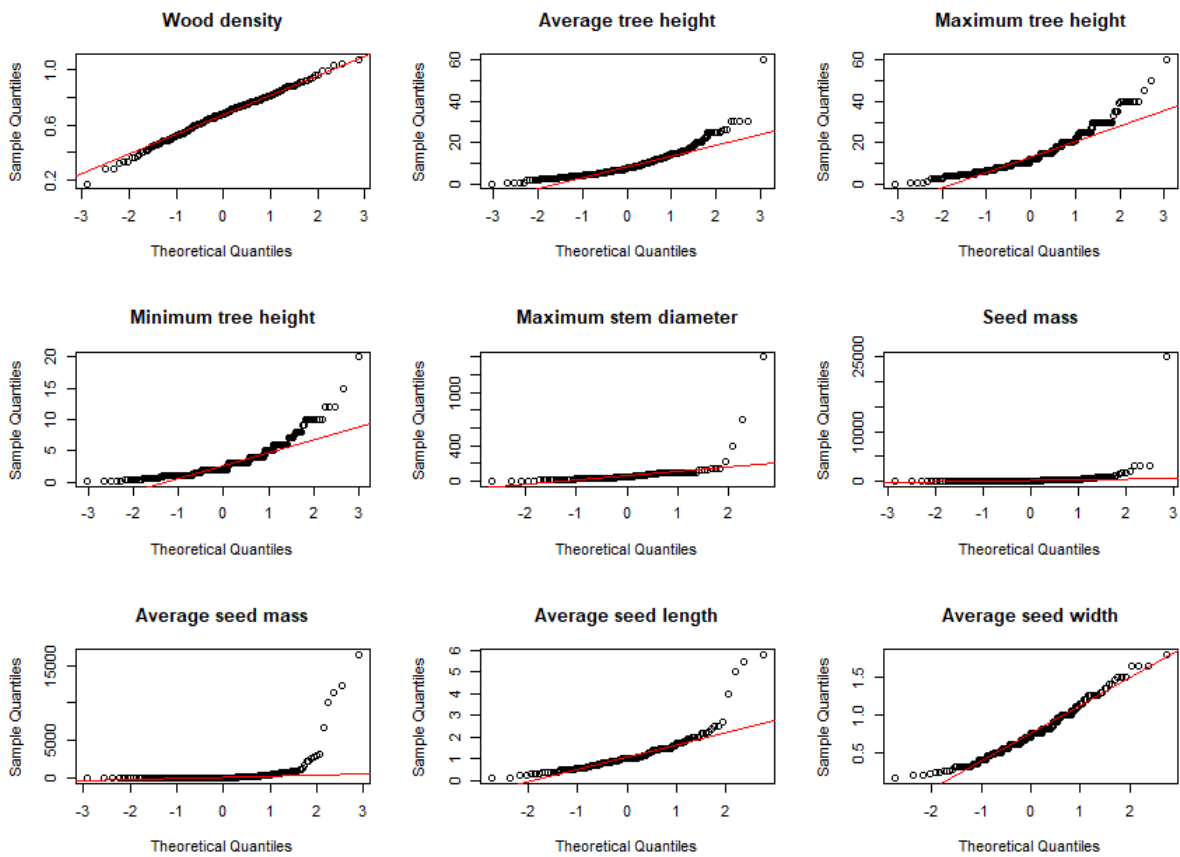 Wood density
Sample Quantiles
0.2 0.6 1.0
-3 -2 -1 0 1 2 3
Theoretical Quantiles
Average tree height
Sample Quantiles
0 20 40 60
-3 -2 -1 0 1 2 3
Theoretical Quantiles
Maximum tree height
Sample Quantiles
0 20 40 60
-3 -2 -1 0 1 2 3
Theoretical Quantiles
Minimum tree height
Sample Quantiles
0 5 10 15 20
-3 -2 -1 0 1 2 3
Theoretical Quantiles
Maximum stem diameter
Sample Quantiles
0 400 1000
-2 -1 0 1 2
Theoretical Quantiles
Seed mass
Sample Quantiles
0 10000 25000
-3 -2 -1 0 1 2 3
Theoretical Quantiles
Average seed mass
Sample Quantiles
0 5000 15000
-3 -2 -1 0 1 2 3
Theoretical Quantiles
Average seed length
Sample Quantiles
0 1 2 3 4 5 6
-2 -1 0 1 2
Theoretical Quantiles
Average seed width
Sample Quantiles
0.5 1.0 1.5
-2 -1 0 1 2
Theoretical Quantiles